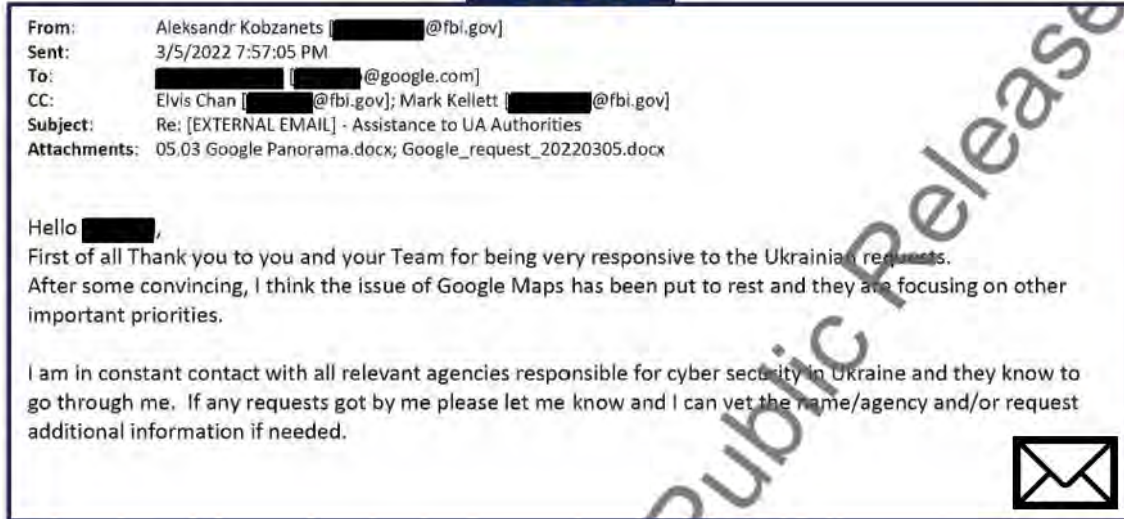 From: Aleksandr Kobzanets [ @fbi.gov]
Sent: 3/5/2022 7:57:05 PM
To: [ @google.com]
CC: Elvis Chan [ @fbi.gov]; Mark Kellett [ @fbi.gov]
Subject: Re: [EXTERNAL EMAIL] - Assistance to UA Authorities
Attachments: 05.03 Google Panorama.docx; Google_request_20220305.docx
Hello ,
First of all Thank you to you and your Team for being very responsive to the Ukrainian requests.
After some convincing, I think the issue of Google Maps has been put to rest and they are focusing on other
important priorities.
I am in constant contact with all relevant agencies responsible for cyber security in Ukraine and they know to
go through me. If any requests got by me please let me know and I can vet the name/agency and/or request
additional information if needed.
Public Release